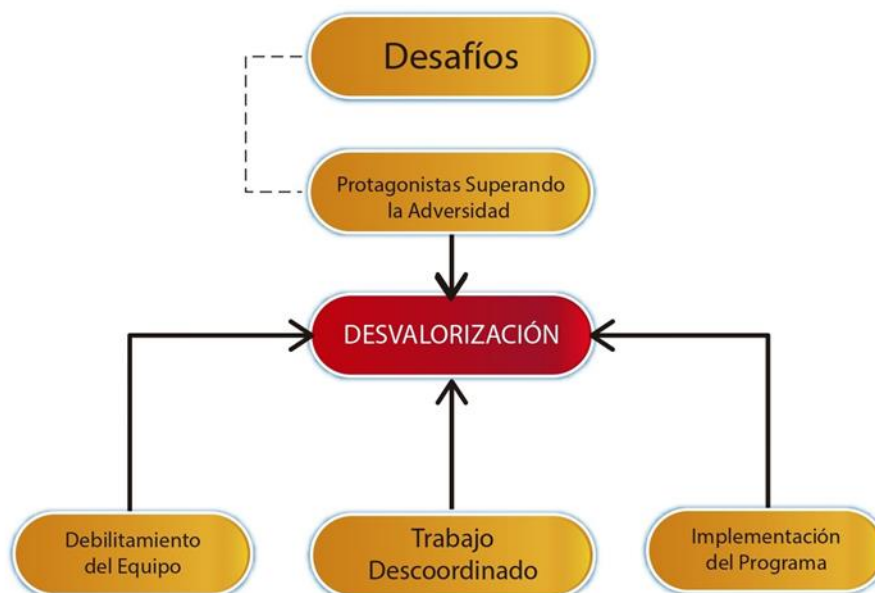 Desafíos
Protagonistas Superando
la Adversidad
DESVALORIZACIÓN
Debilitamiento
del Equipo
Trabajo
Descoordinado
Implementación
del Programa